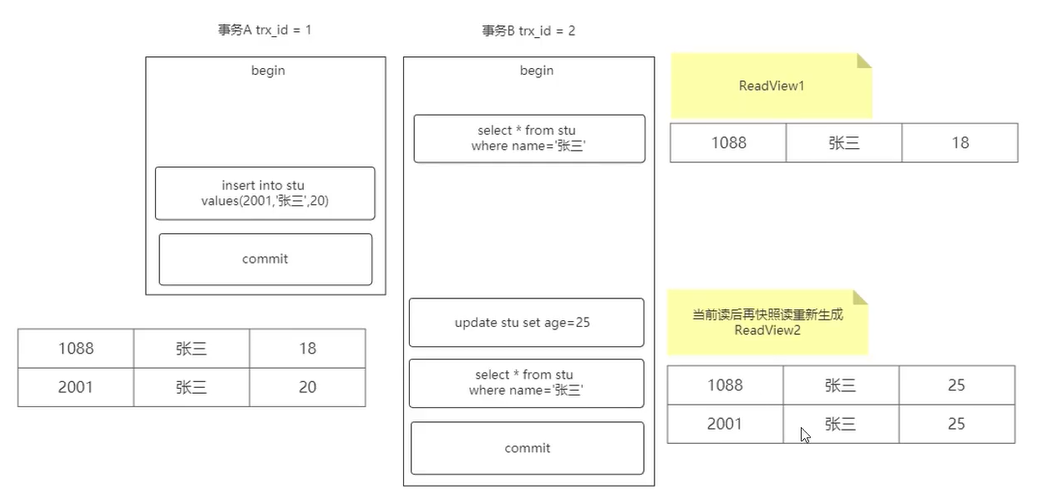 事务A trx_id = 1
begin
insert into stu
values(2001,'张三',20)
commit
1088 张三 18
2001 张三 20
事务B trx_id = 2
begin
select * from stu
where name='张三'
update stu set age=25
select * from stu
where name='张三'
commit
ReadView1
1088 张三 18
当前读后再快照读重新生成
ReadView2
1088 张三 25
2001 张三 25